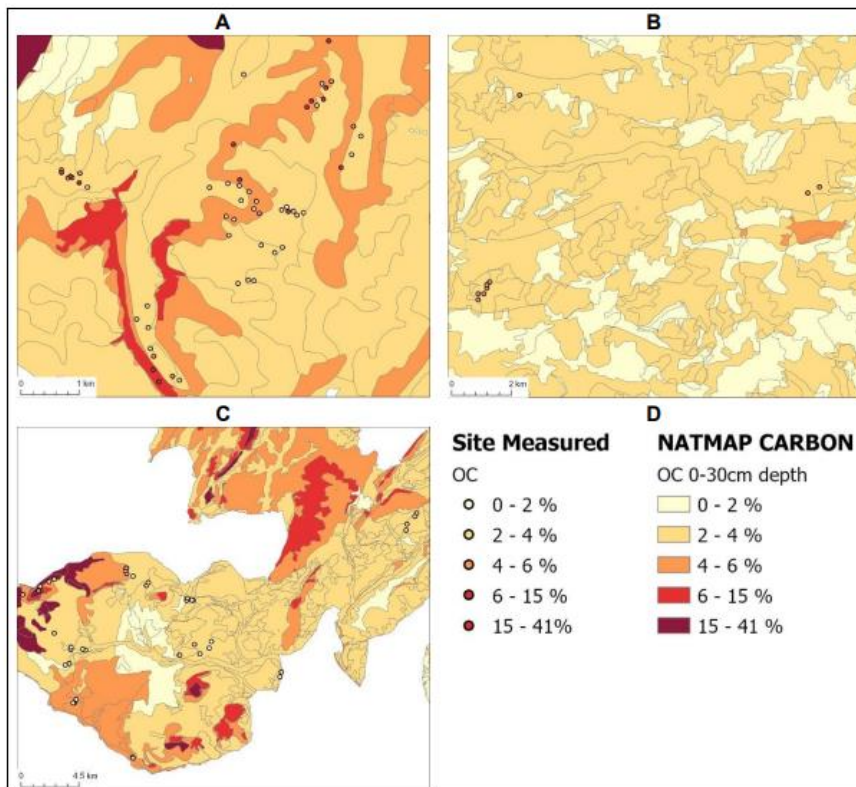 A
B
0 1 km
0 2 km
C
D
0 4.5 km
Site Measured
OC
0 - 2 %
2 - 4 %
4 - 6 %
6 - 15 %
15 - 41%
NATMAP CARBON
OC 0-30cm depth
0 - 2 %
2 - 4 %
4 - 6 %
6 - 15 %
15 - 41 %